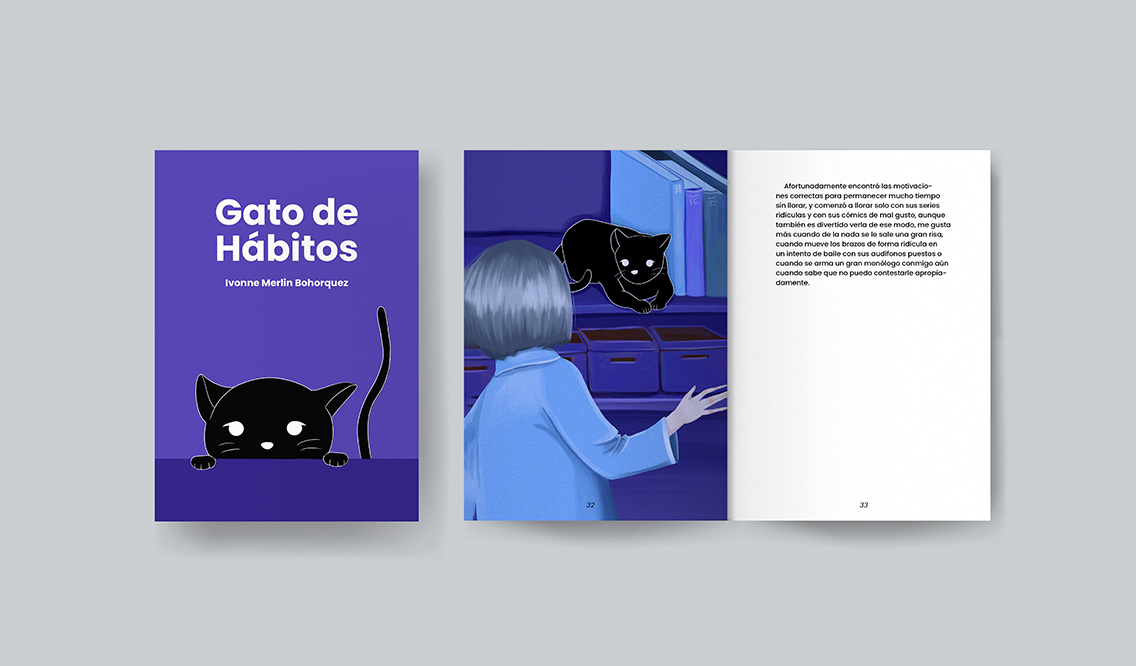 Gato de
Hábitos
Ivonne Merlin Bohorquez
Afortunadamente encontró las motivacio-
nes correctas para permanecer mucho tiempo
sin llorar, y comenzó a llorar solo con sus series
ridículas y con sus cómics de mal gusto, aunque
también es divertido verla de ese modo, me gusta
más cuando de la nada se le sale una gran risa,
cuando mueve los brazos de forma ridícula en
un intento de baile con sus audífonos puestos o
cuando se arma un gran monólogo conmigo aún
cuando sabe que no puedo contestarle apropia-
damente.
32
33